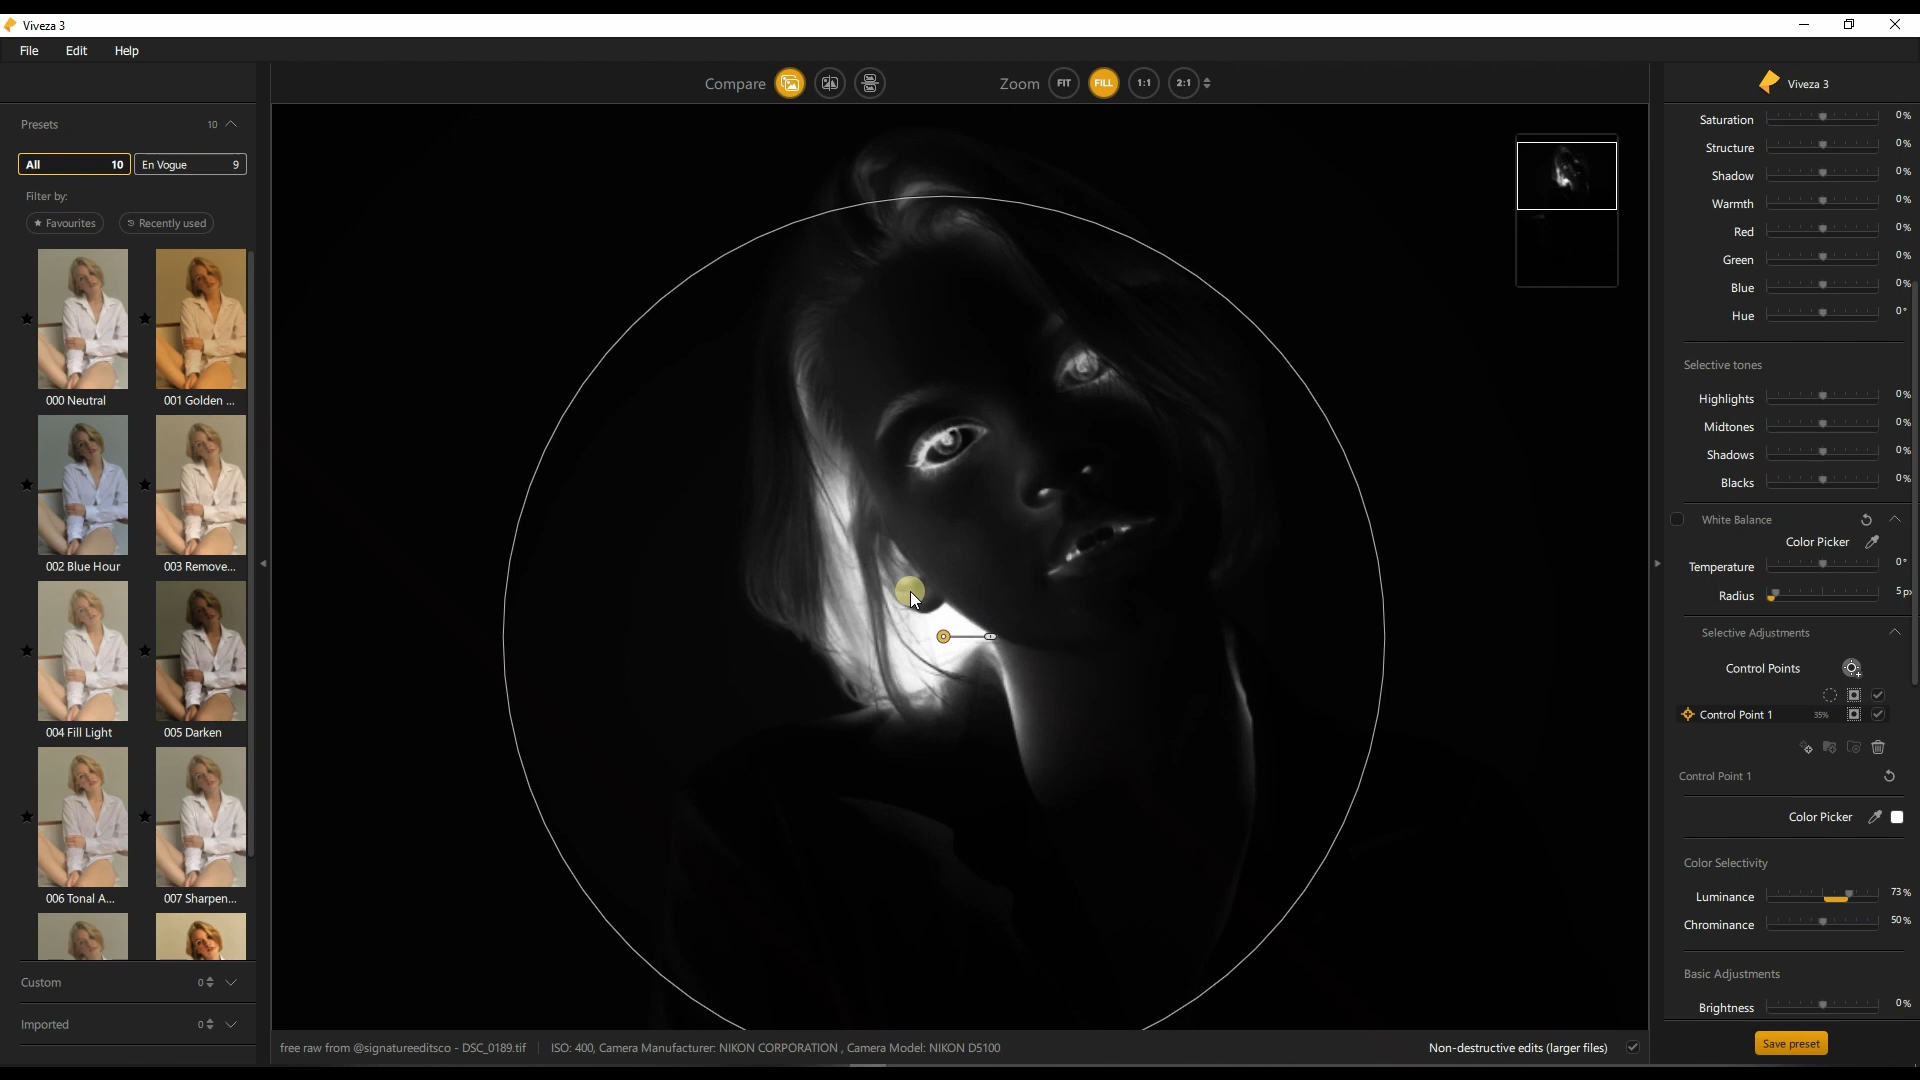 Viveza 3
File Edit Help
Compare Zoom FIT FILL 1:1 2:1
Viveza 3
Presets 10
All 10 En Vogue 9
Filter by:
Favourites Recently used
000 Neutral 001 Golden ...
002 Blue Hour 003 Remove...
004 Fill Light 005 Darken
006 Tonal A... 007 Sharpen...
Custom 0
Imported 0
Saturation 0%
Structure 0%
Shadow 0%
Warmth 0%
Red 0%
Green 0%
Blue 0%
Hue 0°
Selective tones
Highlights 0%
Midtones 0%
Shadows 0%
Blacks 0%
White Balance
Color Picker
Temperature 0°
Radius 5px
Selective Adjustments
Control Points
Control Point 1 35%
Control Point 1
Color Picker
Color Selectivity
Luminance 73%
Chrominance 50%
Basic Adjustments
Brightness 0%
Save preset
free raw from @signatureeditsco - DSC_0189.tif ISO: 400, Camera Manufacturer: NIKON CORPORATION , Camera Model: NIKON D5100 Non-destructive edits (larger files)